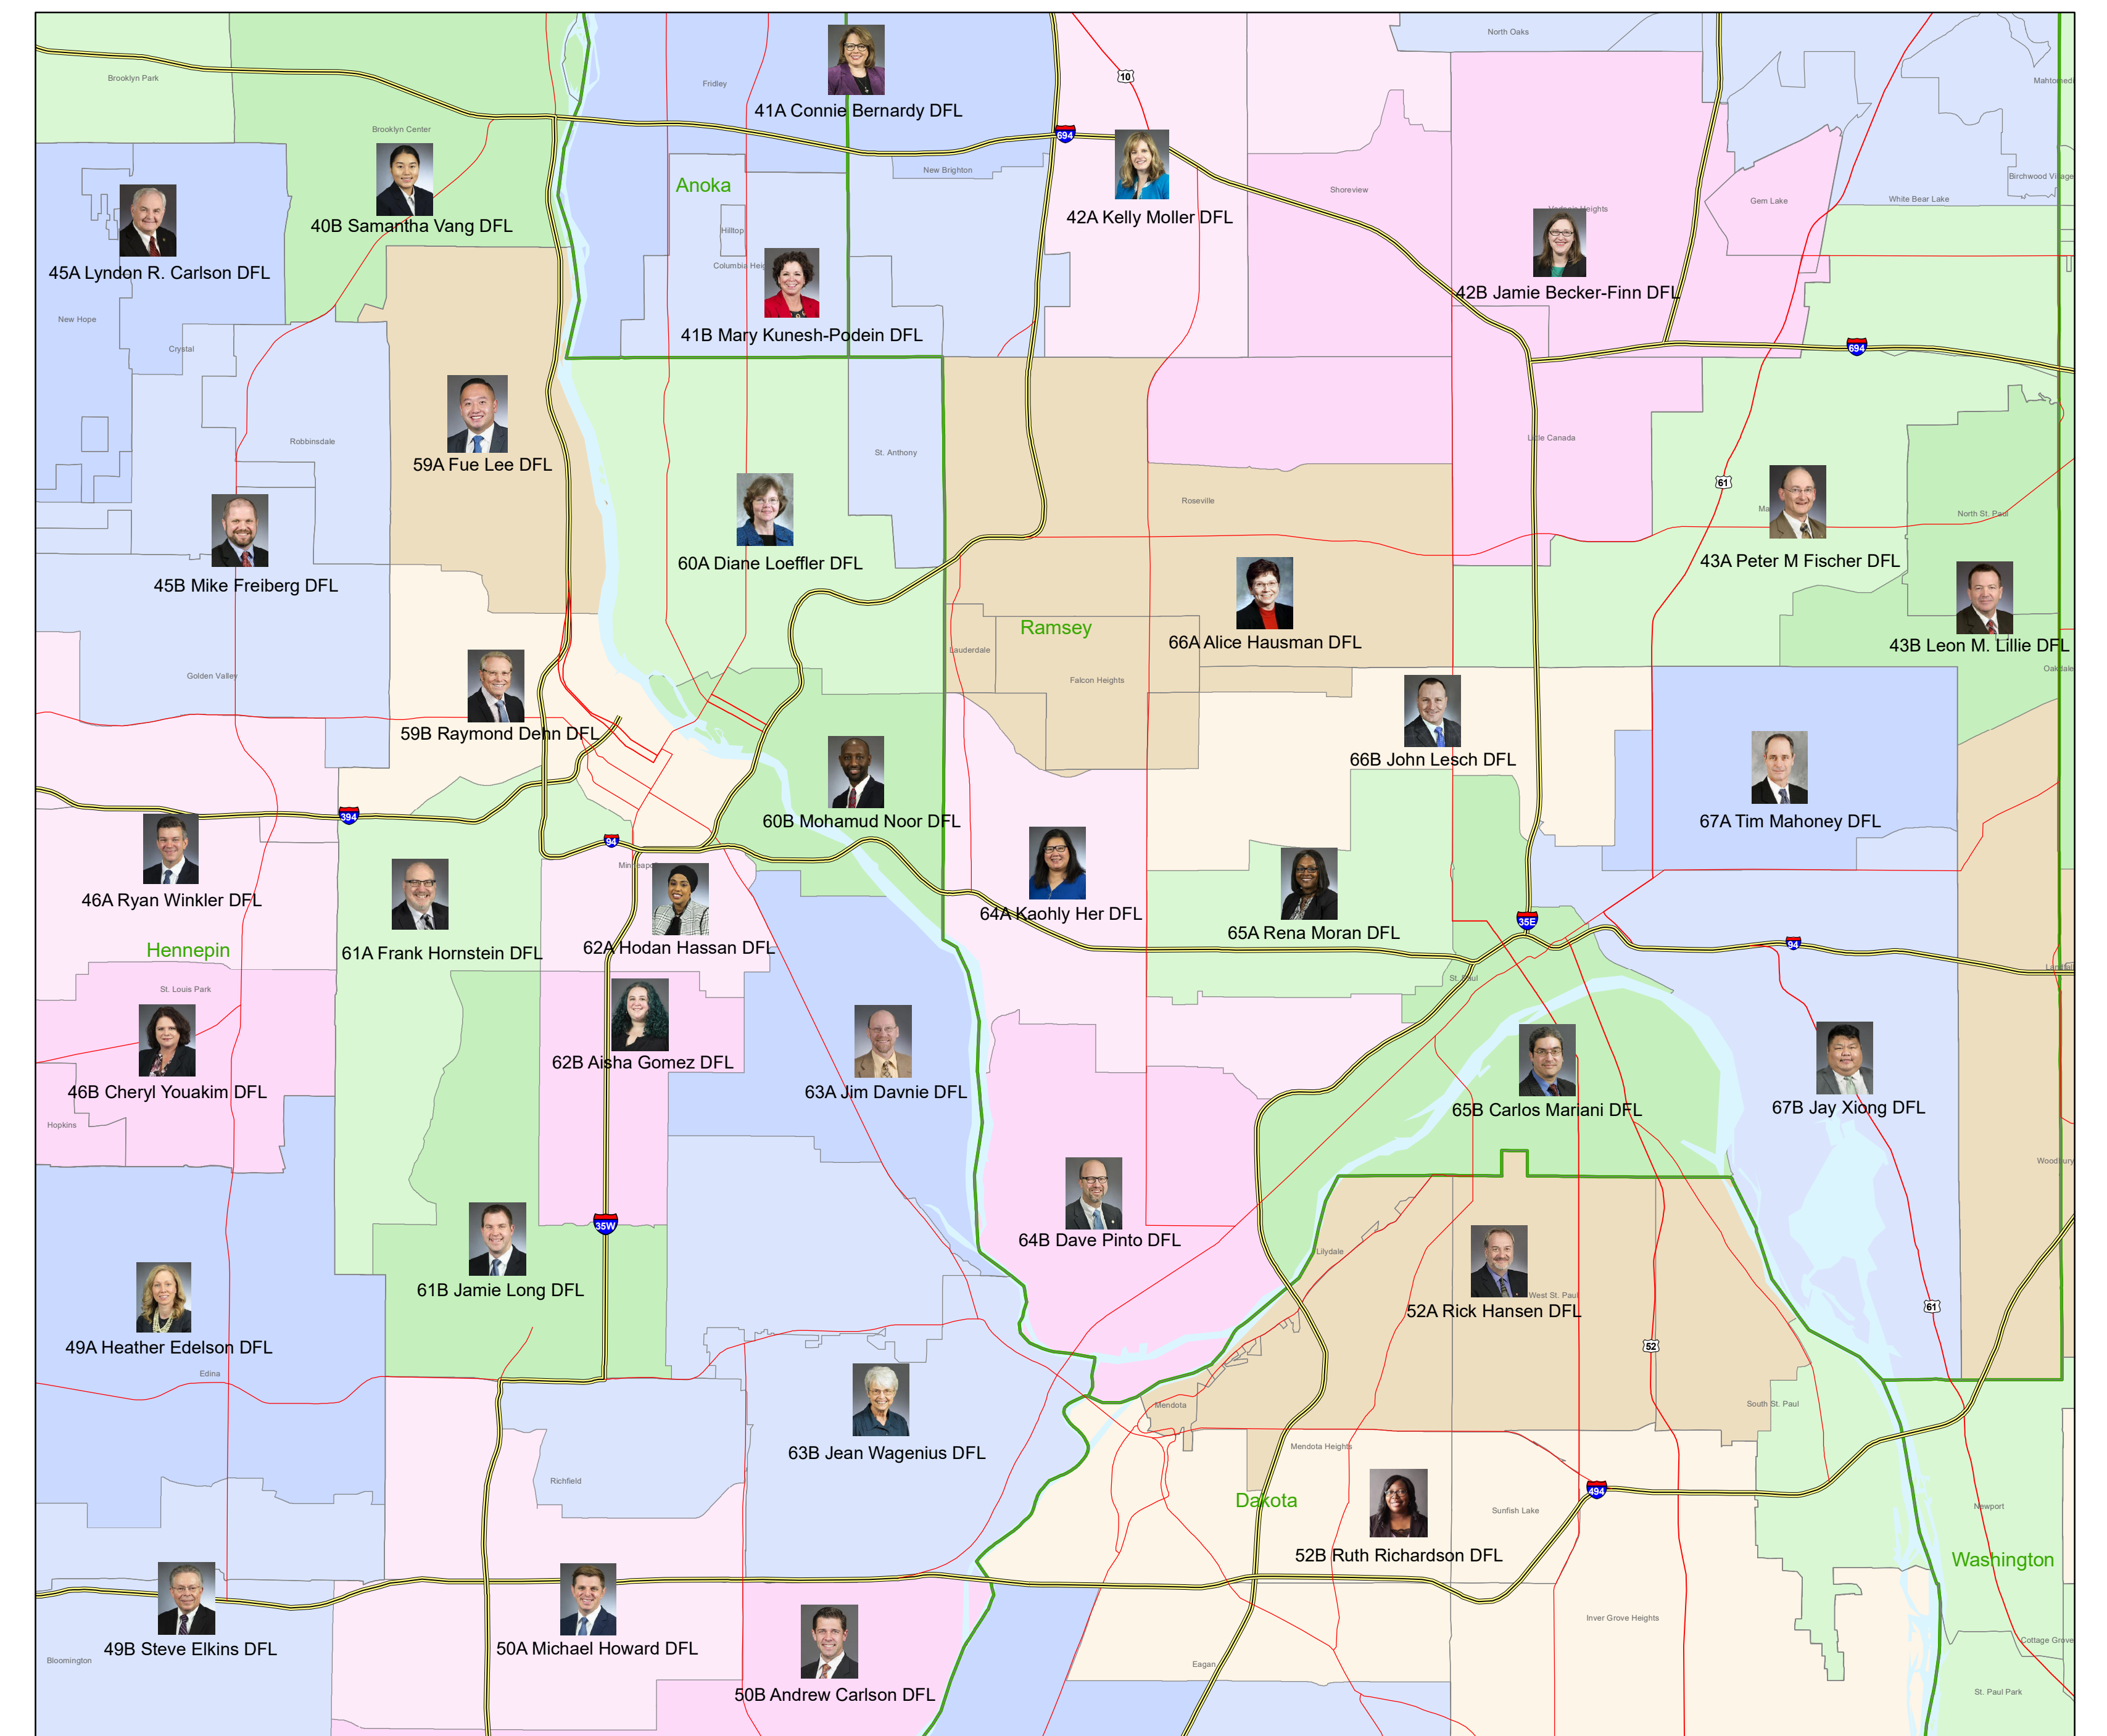 North Oaks
Brooklyn Park
Fridley
10
41A Connie Bernardy DFL
Brooklyn Center
694
New Brighton
Birchwood Village
Anoka
Shoreview
White Bear Lake
Gem Lake
42A Kelly Moller DFL
40B Samantha Vang DFL
Hilltop
45A Lyndon R. Carlson DFL
42B Jamie Becker-Finn DFL
New Hope
41B Mary Kunesh-Podein DFL
Crystal
694
Robbinsdale
Little Canada
St. Anthony
59A Fue Lee DFL
61
Roseville
North St. Paul
60A Diane Loeffler DFL
43A Peter M Fischer DFL
45B Mike Freiberg DFL
Ramsey
66A Alice Hausman DFL
43B Leon M. Lillie DFL
Lauderdale
Oakdale
Golden Valley
Falcon Heights
59B Raymond Dehn DFL
66B John Lesch DFL
394
60B Mohamud Noor DFL
67A Tim Mahoney DFL
94
46A Ryan Winkler DFL
64A Kaohly Her DFL
35E
65A Rena Moran DFL
Hennepin
61A Frank Hornstein DFL
62A Hodan Hassan DFL
94
St. Paul
St. Louis Park
62B Aisha Gomez DFL
46B Cheryl Youakim DFL
63A Jim Davnie DFL
65B Carlos Mariani DFL
67B Jay Xiong DFL
Hopkins
Woodbury
35W
64B Dave Pinto DFL
Lilydale
61B Jamie Long DFL
West St. Paul
52A Rick Hansen DFL
61
49A Heather Edelson DFL
52
Edina
Mendota
South St. Paul
63B Jean Wagenius DFL
Mendota Heights
Richfield
494
Dakota
Sunfish Lake
Newport
52B Ruth Richardson DFL
Washington
Inver Grove Heights
49B Steve Elkins DFL
50A Michael Howard DFL
Cottage Grove
Bloomington
Eagan
50B Andrew Carlson DFL
St. Paul Park